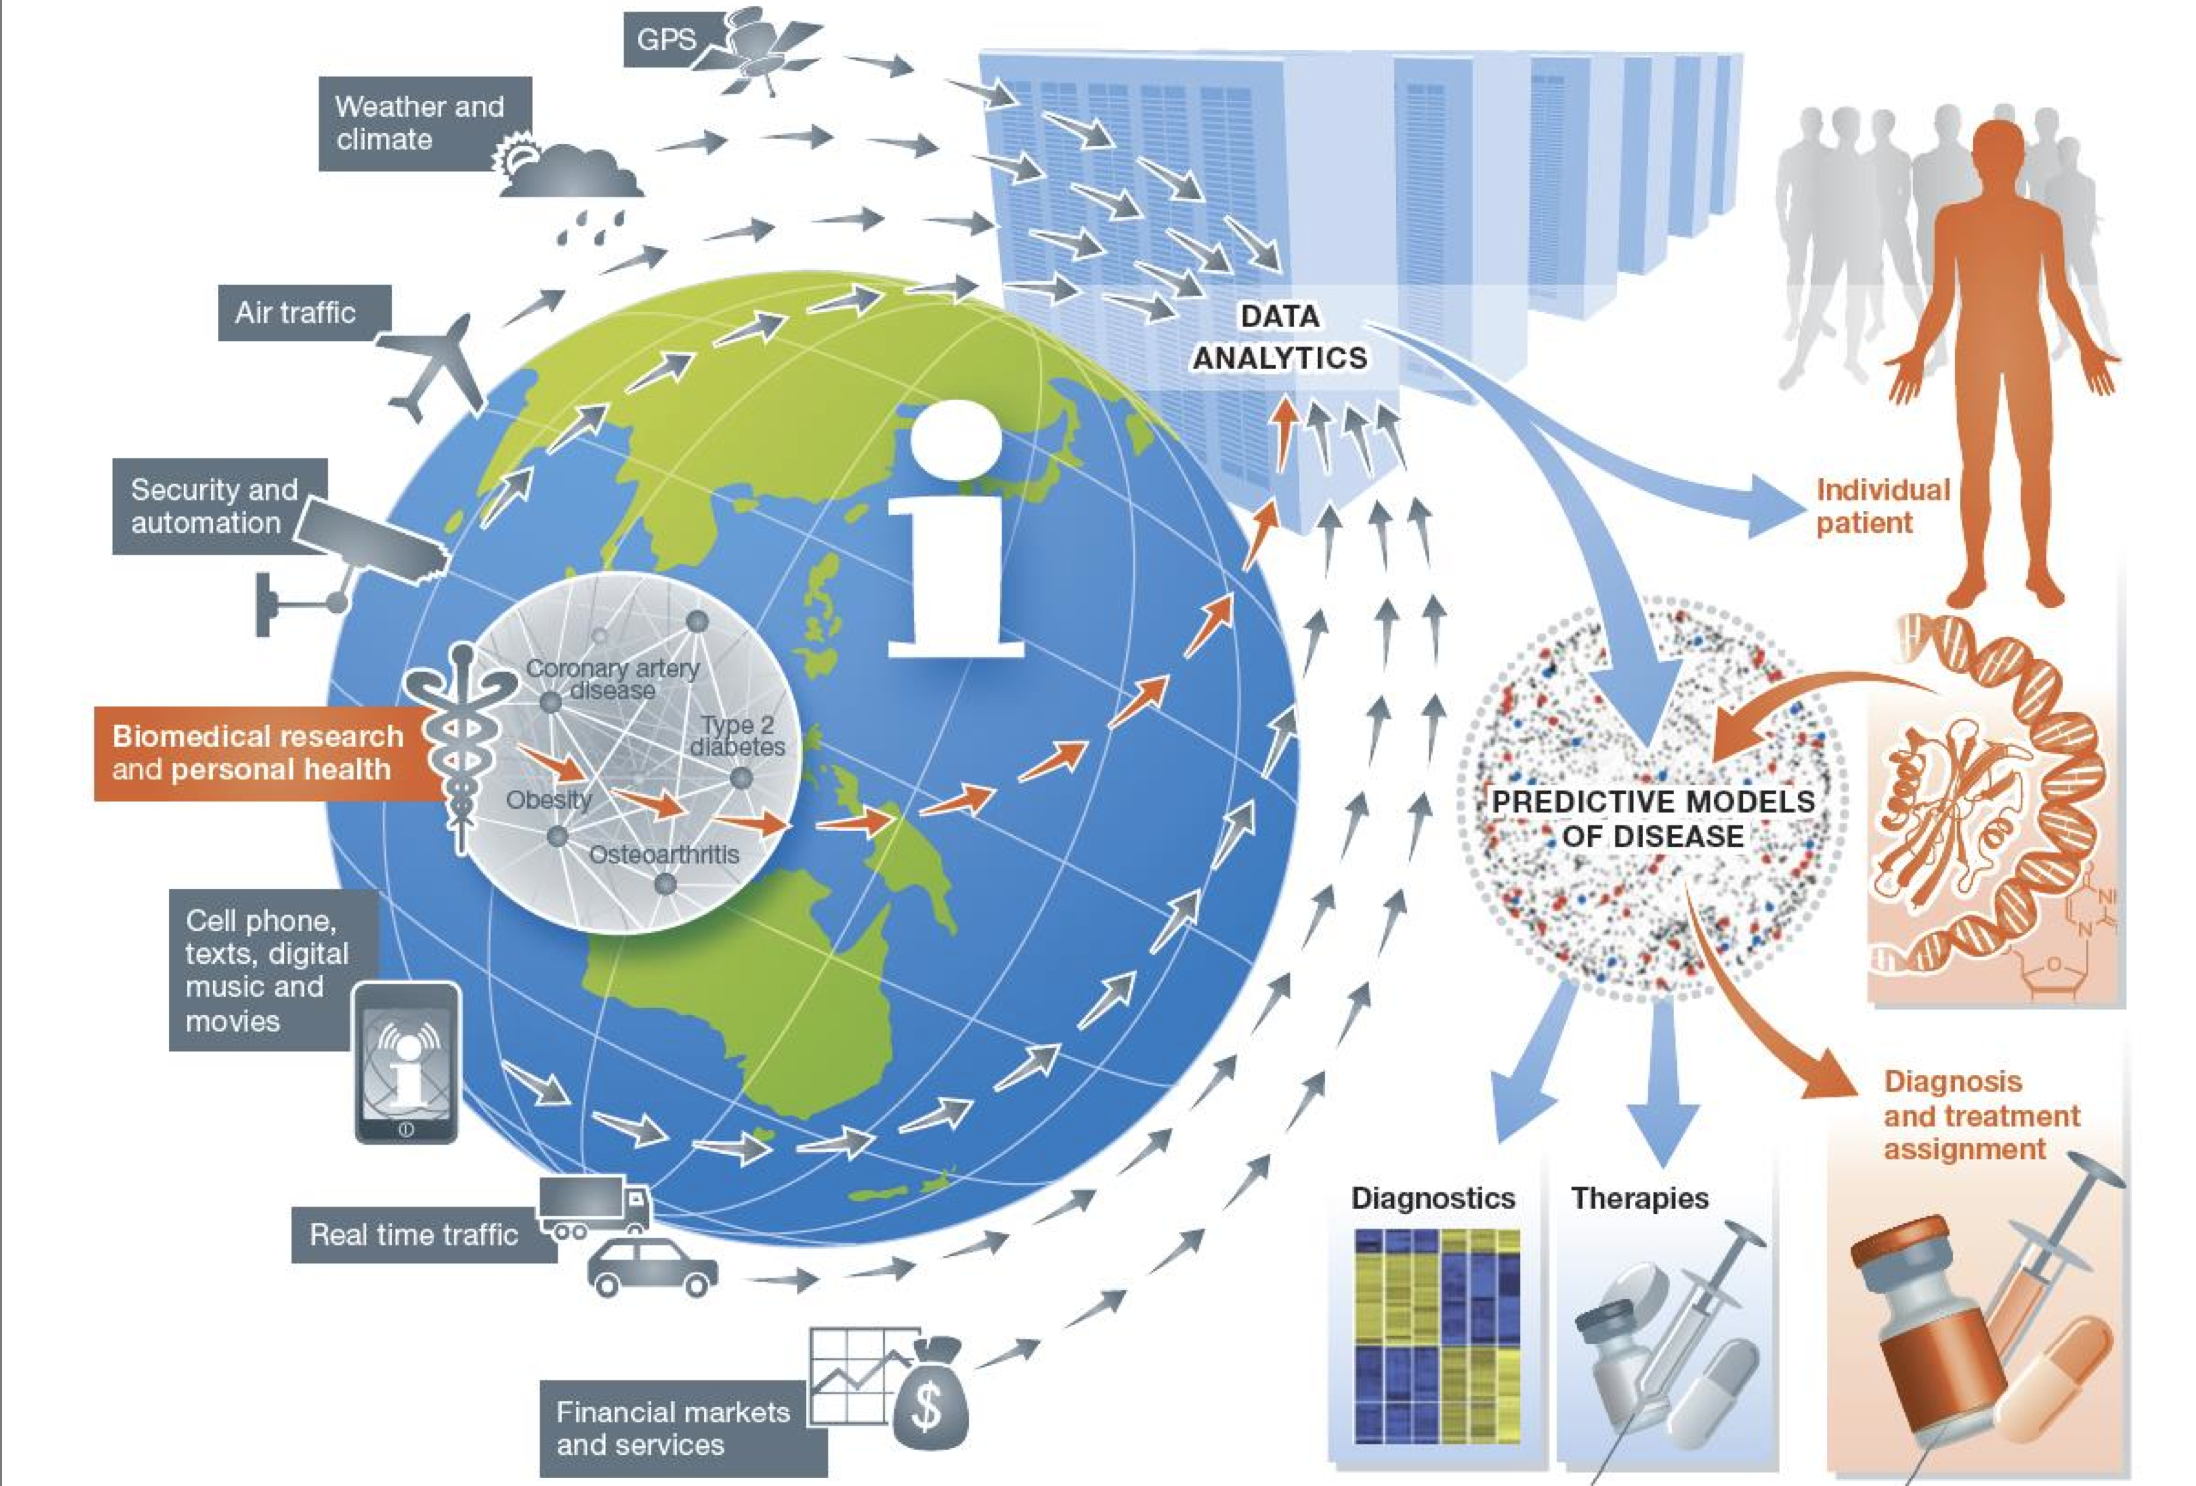 GPS
Weather and
climate
Air traffic
Security and
automation
Biomedical research
and personal health
Cell phone,
texts, digital
music and
movies
Real time traffic
Financial markets
and services
Coronary artery
disease
Type 2
diabetes
Obesity
Osteoarthritis
i
i
$
DATA
ANALYTICS
Individual
patient
PREDICTIVE MODELS
OF DISEASE
N
N
O
Diagnosis
and treatment
assignment
Diagnostics
Therapies